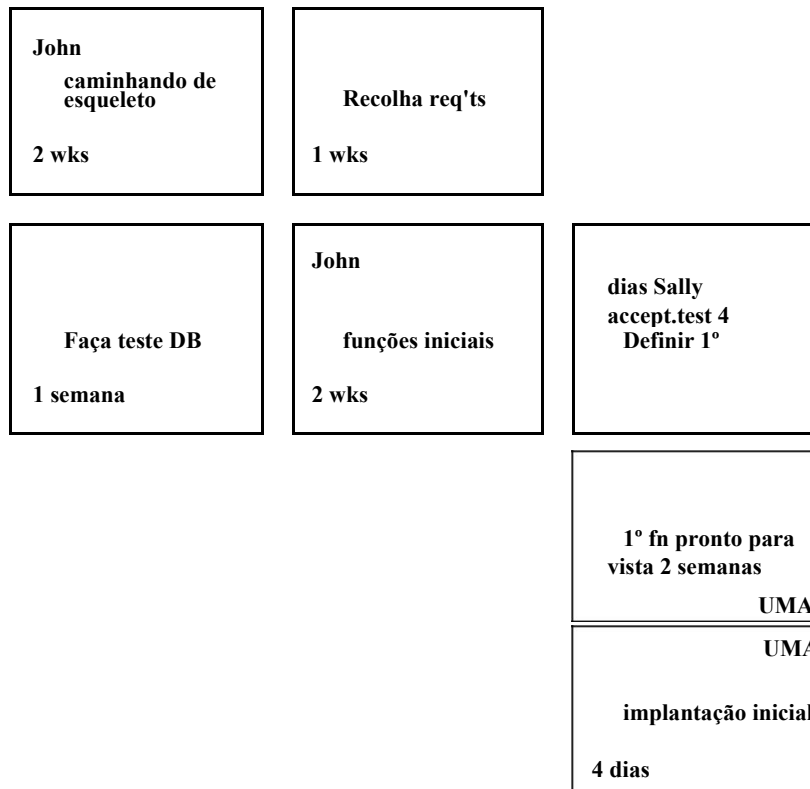 John
caminhando de
esqueleto
2 wks
Recolha req'ts
1 wks
Faça teste DB
1 semana
John
funções iniciais
2 wks
dias Sally
accept.test 4
Definir 1º
1º fn pronto para
vista 2 semanas
UMA
UMA
implantação inicial
4 dias